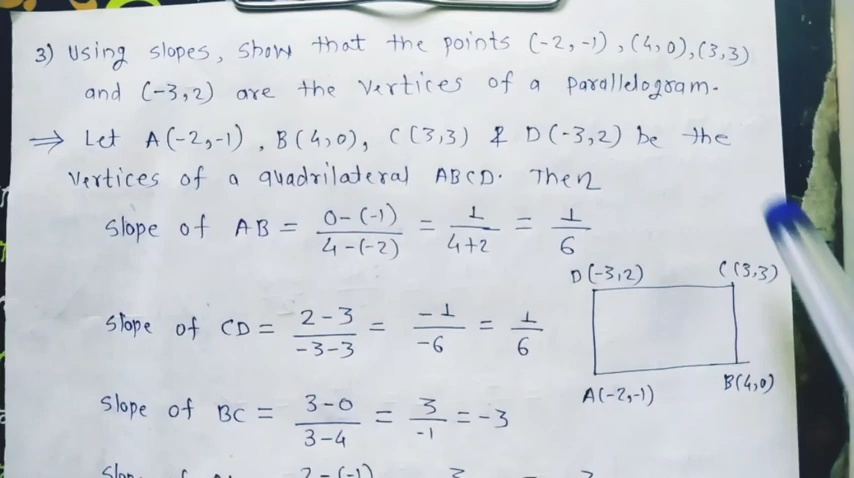 3) Using slopes, show that the points (-2,-1), (4,0), (3,3)
and (-3,2) are the vertices of a parallelogram.
⇒ Let A(-2,-1), B(4,0), C(3,3) & D(-3,2) be the
vertices of a quadrilateral ABCD. Then
Slope of AB = 0-(-1)/4-(-2) = 1/4+2 = 1/6
D(-3,2) C(3,3)
Slope of CD = 2-3/-3-3 = -1/-6 = 1/6
A(-2,-1) B(4,0)
Slope of BC = 3-0/3-4 = 3/-1 = -3
2-(-1)